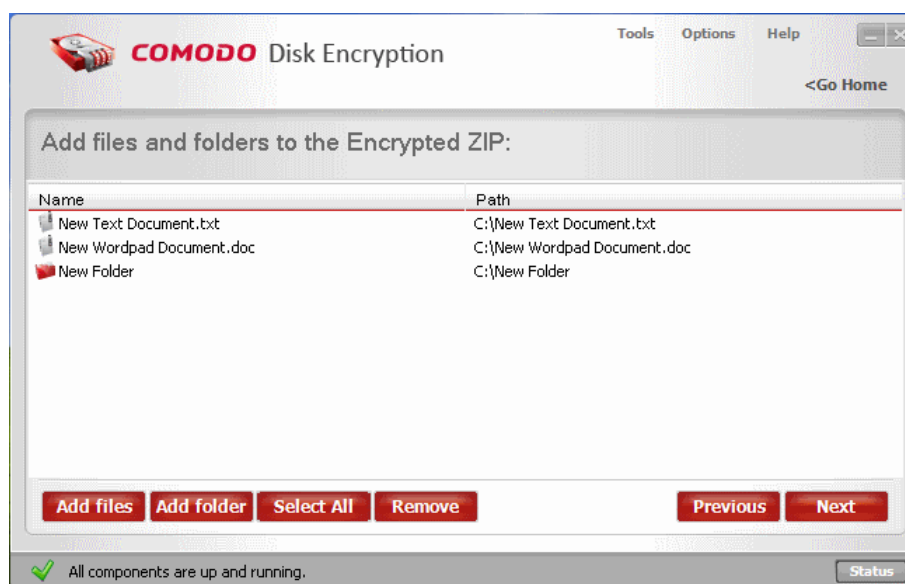 COMODO Disk Encryption
Tools Options Help
<Go Home
Add files and folders to the Encrypted ZIP:
Name Path
New Text Document.txt C:\New Text Document.txt
New Wordpad Document.doc C:\New Wordpad Document.doc
New Folder C:\New Folder
Add files Add folder Select All Remove Previous Next
All components are up and running. Status